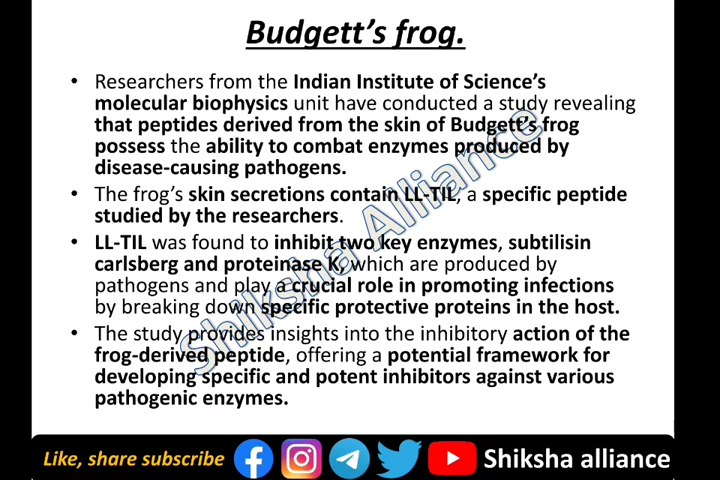 Budgett's frog.
• Researchers from the Indian Institute of Science's
molecular biophysics unit have conducted a study revealing
that peptides derived from the skin of Budgett's frog
possess the ability to combat enzymes produced by
disease-causing pathogens.
• The frog's skin secretions contain LL-TIL, a specific peptide
studied by the researchers.
• LL-TIL was found to inhibit two key enzymes, subtilisin
carlsberg and proteinase K, which are produced by
pathogens and play a crucial role in promoting infections
by breaking down specific protective proteins in the host.
• The study provides insights into the inhibitory action of the
frog-derived peptide, offering a potential framework for
developing specific and potent inhibitors against various
pathogenic enzymes.
Shiksha Alliance
Like, share subscribe
Shiksha alliance